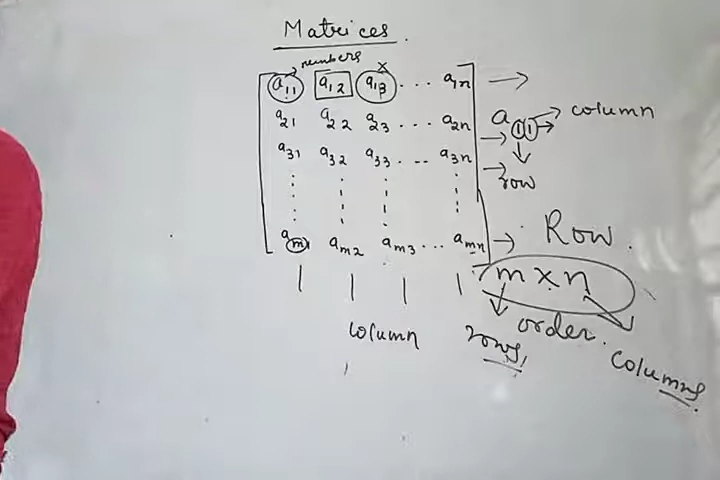 Matrices.
numbers
a11 a12 a13 ... a1n
a21 a22 a23 ... a2n
a11 column
row
a31 a32 a33 ... a3n
am1 am2 am3 ... amn
Row.
m x n
order.
column
rows,
columns.